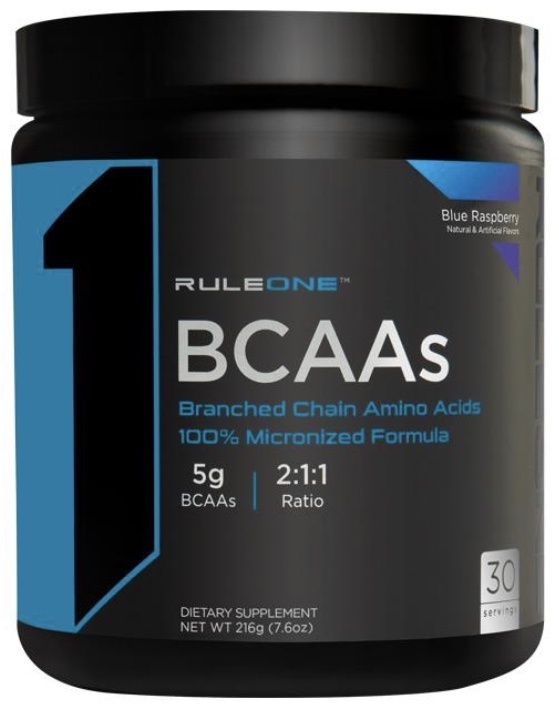 1
Blue Raspberry
Natural & Artificial Flavors
RULEONE™
BCAAs
Branched Chain Amino Acids
100% Micronized Formula
5g
BCAAs
2:1:1
Ratio
30
servings
DIETARY SUPPLEMENT
NET WT 216g (7.6oz)